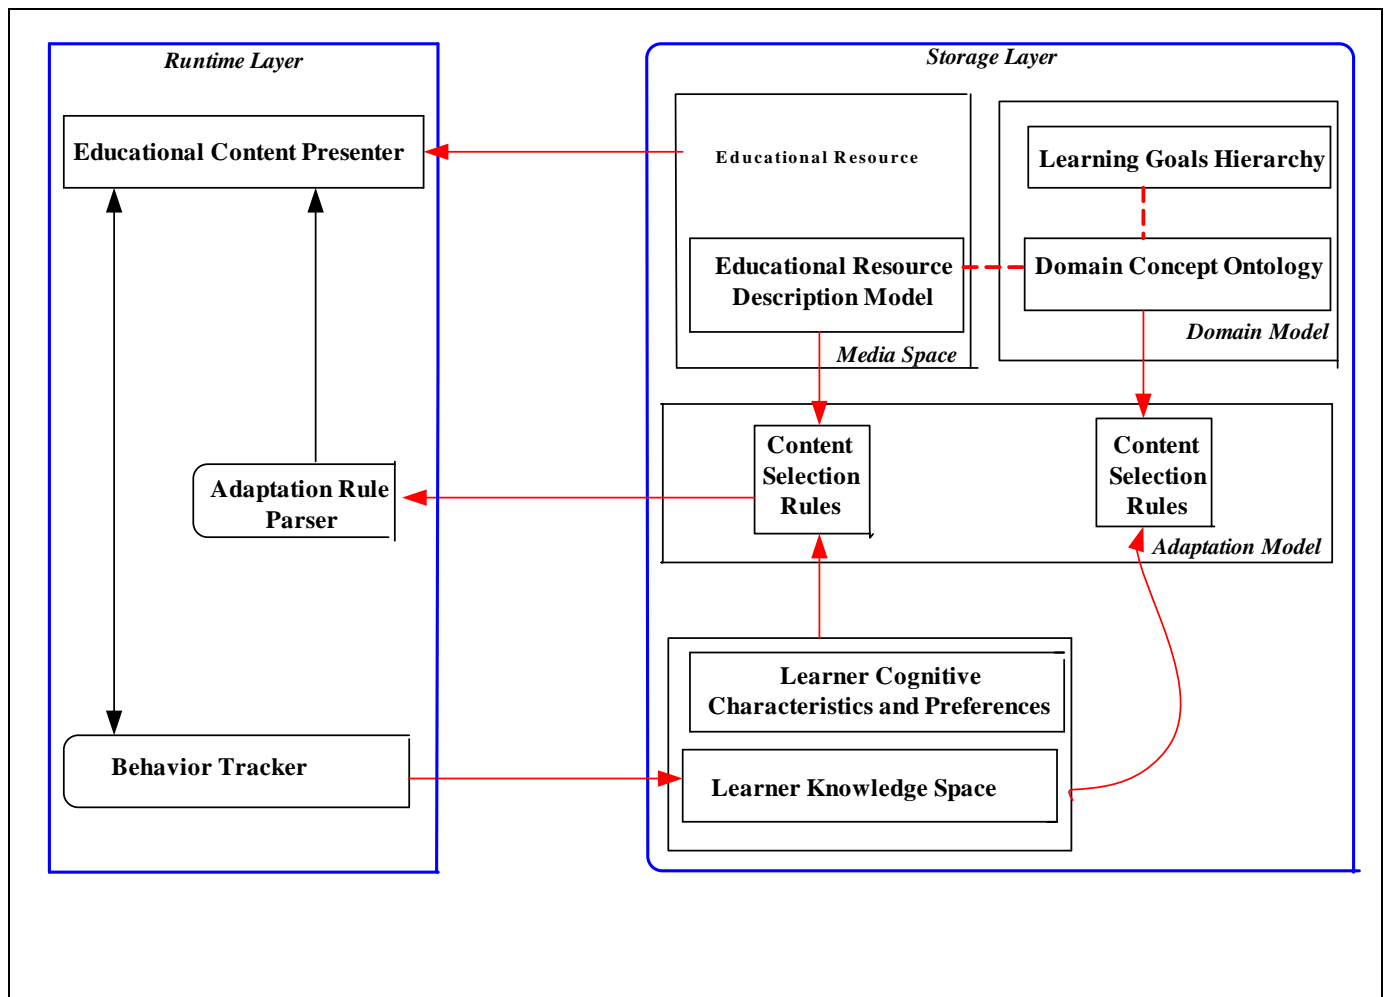 Runtime Layer
Educational Content Presenter
Adaptation Rule
Parser
Behavior Tracker
Storage Layer
Educational Resource
Educational Resource
Description Model
Media Space
Learning Goals Hierarchy
Domain Concept Ontology
Domain Model
Content
Selection
Rules
Content
Selection
Rules
Adaptation Model
Learner Cognitive
Characteristics and Preferences
Learner Knowledge Space